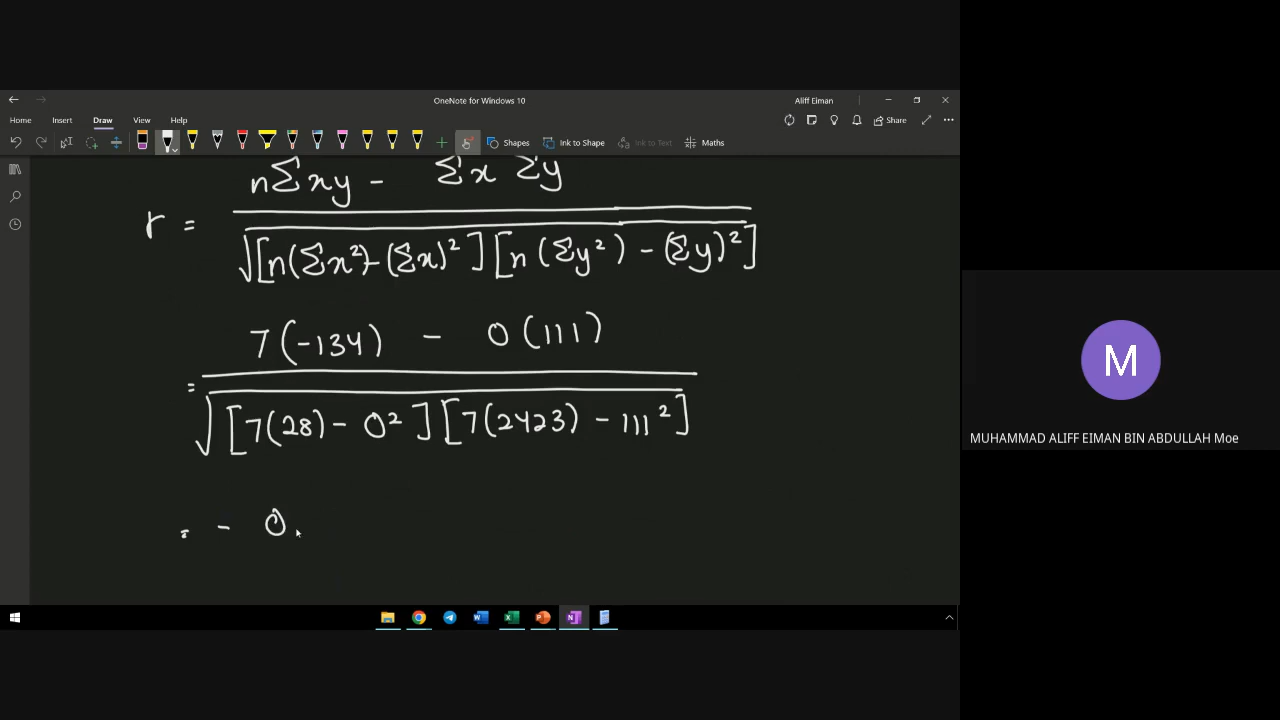 OneNote for Windows 10
Aliff Eiman
Home Insert Draw View Help
Share
Shapes Ink to Shape Ink to Text Maths
n Σxy - Σx Σy
r =
√[n(Σx²)-(Σx)²][n(Σy²) - (Σy)²]
7(-134) - 0(111)
=
√[7(28) - 0²][7(2423) - 111²]
= - 0.
M
MUHAMMAD ALIFF EIMAN BIN ABDULLAH Moe